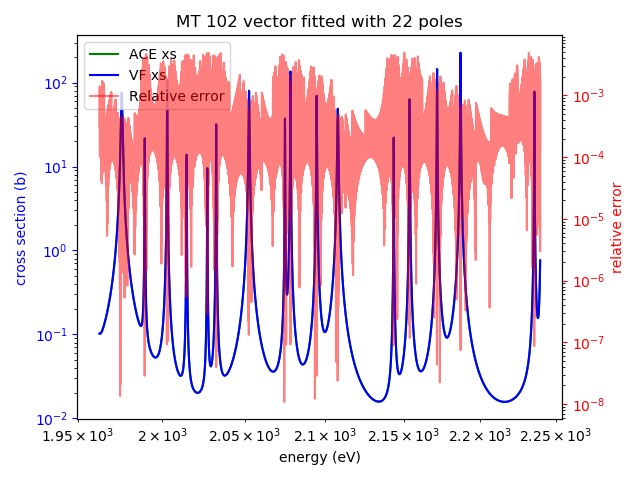 MT 102 vector fitted with 22 poles
ACE xs
VF xs
Relative error
cross section (b)
10²
10¹
10⁰
10⁻¹
10⁻²
relative error
10⁻³
10⁻⁴
10⁻⁵
10⁻⁶
10⁻⁷
10⁻⁸
1.95 × 10³ 2 × 10³ 2.05 × 10³ 2.1 × 10³ 2.15 × 10³ 2.2 × 10³ 2.25 × 10³
energy (eV)